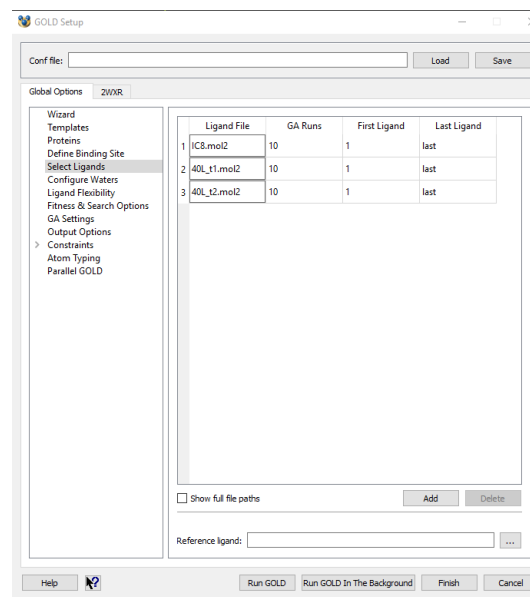 GOLD Setup
Conf file:
Load
Save
Global Options
2WXR
Wizard
Templates
Proteins
Define Binding Site
Select Ligands
Configure Waters
Ligand Flexibility
Fitness & Search Options
GA Settings
Output Options
Constraints
Atom Typing
Parallel GOLD
Ligand File GA Runs First Ligand Last Ligand
1 IC8.mol2 10 1 last
2 40L_t1.mol2 10 1 last
3 40L_t2.mol2 10 1 last
Show full file paths
Add
Delete
Reference ligand:
...
Help
?
Run GOLD
Run GOLD In The Background
Finish
Cancel